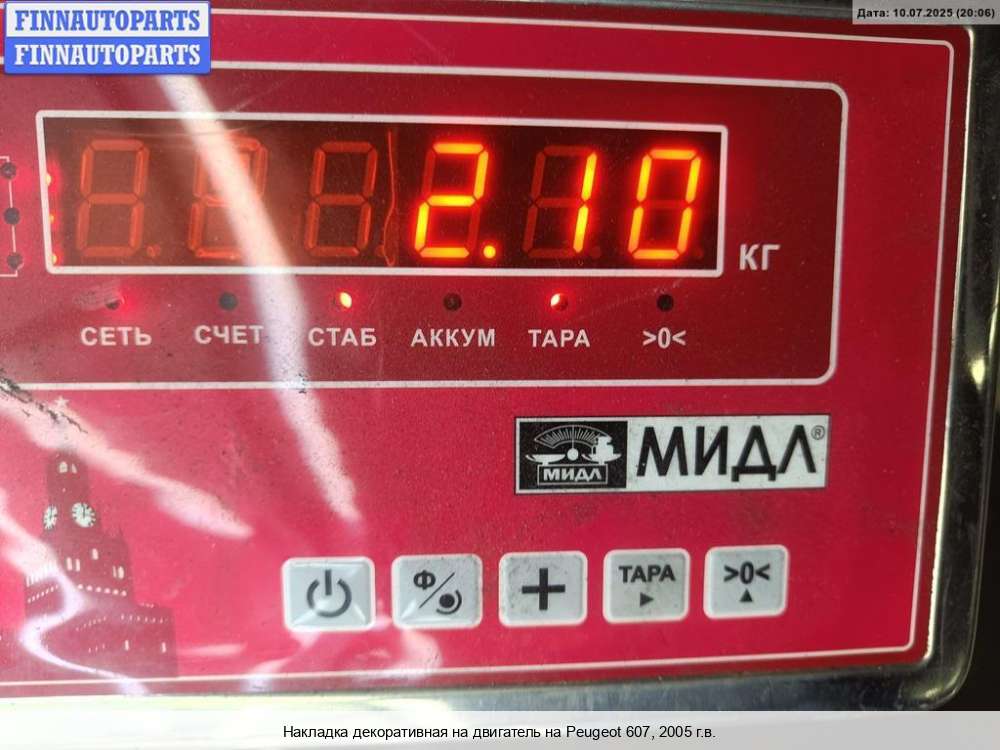 FINNAUTOPARTS
FINNAUTOPARTS
Дата: 10.07.2025 (20:06)
2.10
КГ
СЕТЬ СЧЕТ СТАБ АККУМ ТАРА >0<
МИДЛ МИДЛ®
Ф ТАРА >0<
Накладка декоративная на двигатель на Peugeot 607, 2005 г.в.